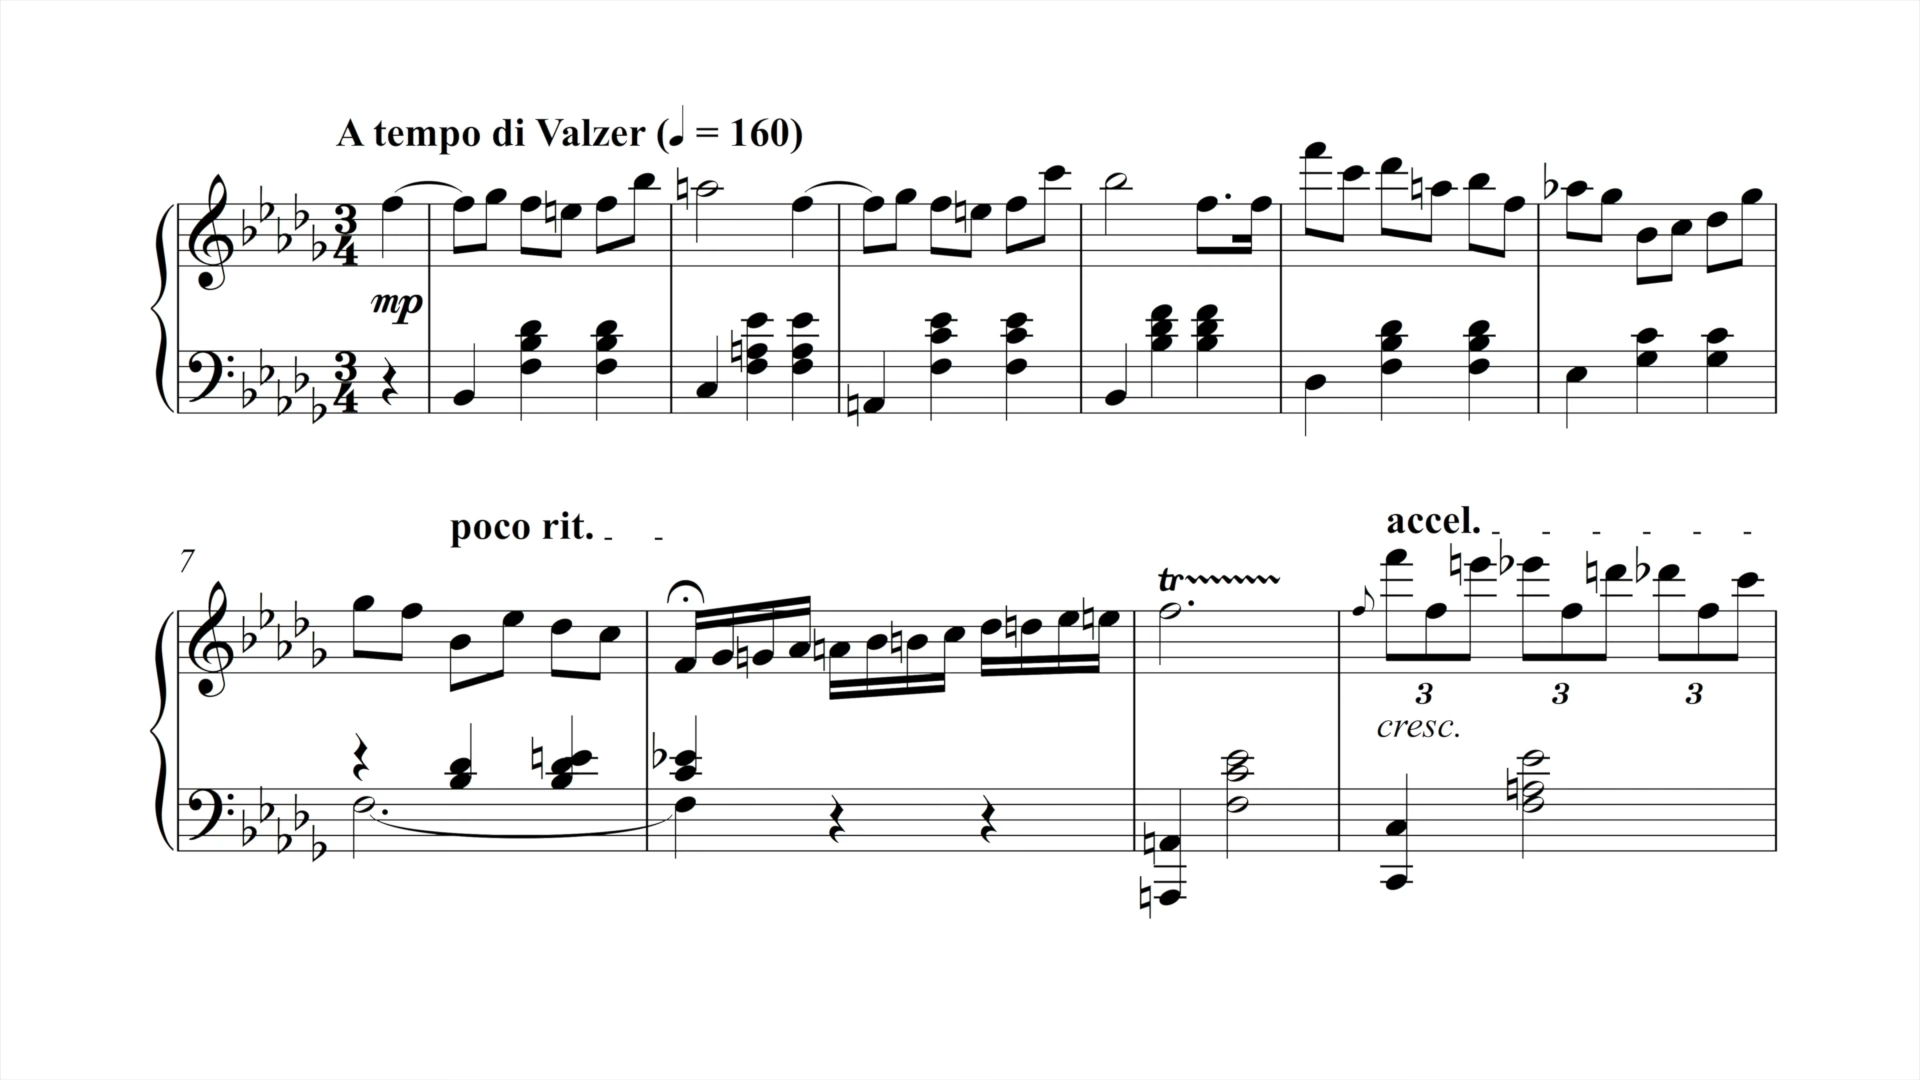 A tempo di Valzer (♩ = 160)
3
4
mp
3
4
poco rit.
accel.
7
tr
3 3 3
cresc.